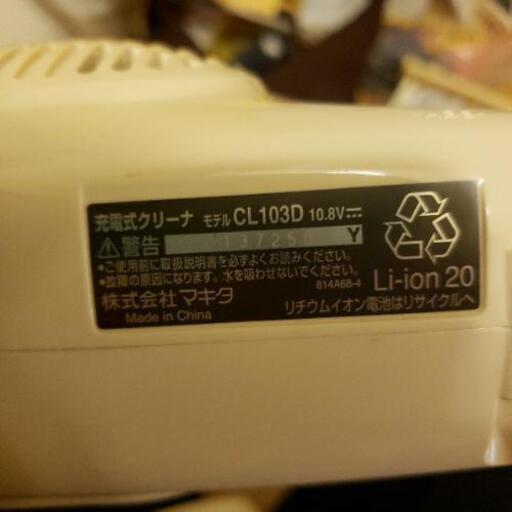 充電式クリーナ モデル CL103D 10.8V⎓
⚠警告 137250 Y
•ご使用前に取扱説明書を必ずよくお読みください。
•故障の原因になります。水を吸わせないでください。
814A68-4
株式会社 マキタ
Made in China
Li-ion 20
リチウムイオン電池はリサイクルへ